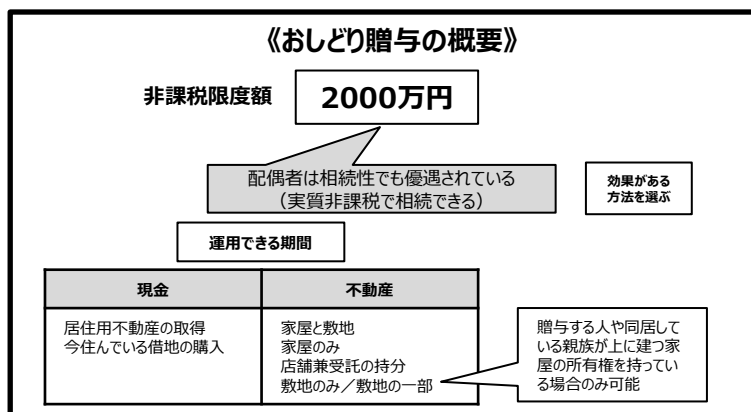 《おしどり贈与の概要》
非課税限度額
2000万円
配偶者は相続性でも優遇されている
（実質非課税で相続できる）
効果がある
方法を選ぶ
運用できる期間
現金
不動産
居住用不動産の取得
今住んでいる借地の購入
家屋と敷地
家屋のみ
店舗兼受託の持分
敷地のみ／敷地の一部
贈与する人や同居して
いる親族が上に建つ家
屋の所有権を持ってい
る場合のみ可能